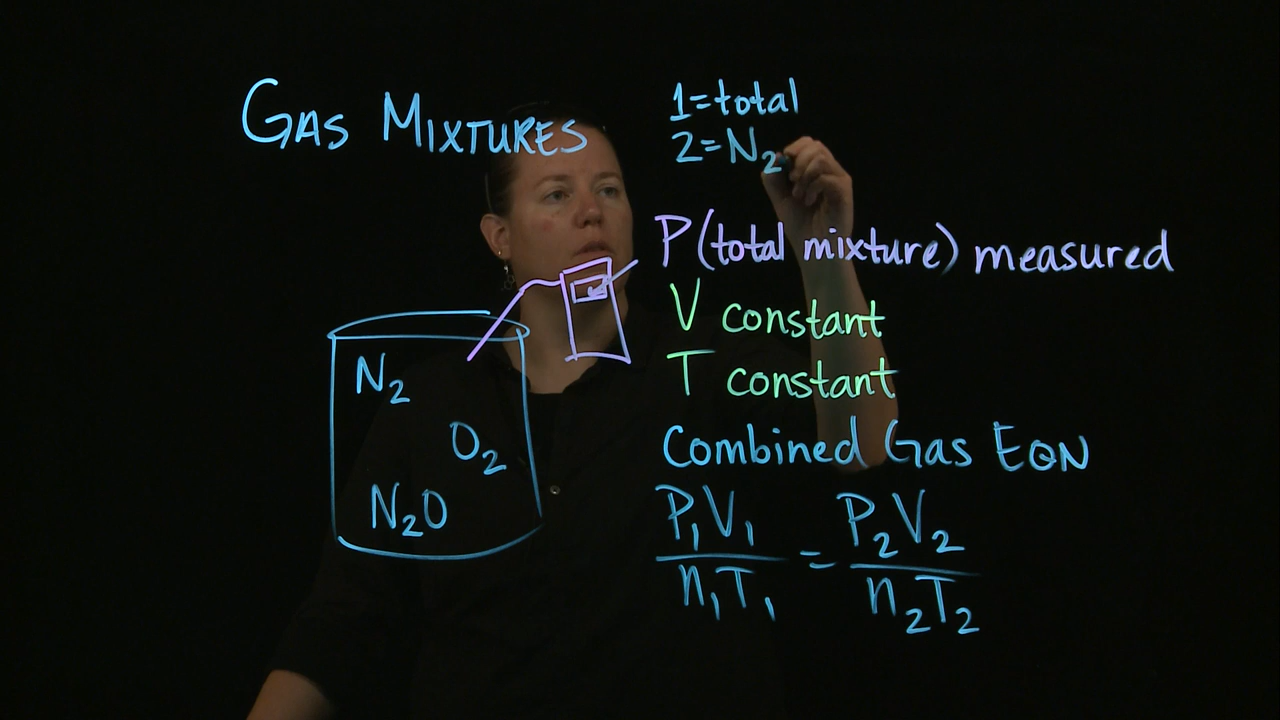 GAS MIXTURES
1=total
2=N₂
P(total mixture) measured
V constant
T constant
N₂
O₂
N₂O
Combined Gas EQN
P₁V₁/n₁T₁ = P₂V₂/n₂T₂